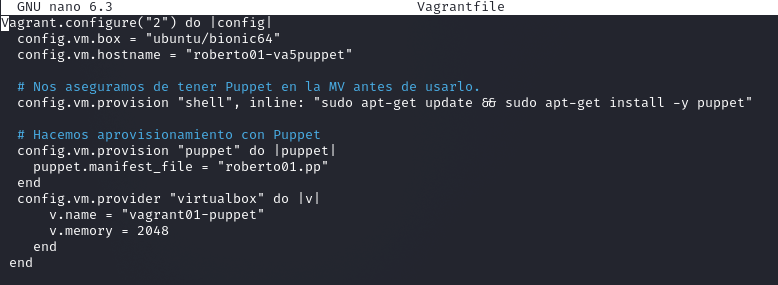 GNU nano 6.3 Vagrantfile
Vagrant.configure("2") do |config|
  config.vm.box = "ubuntu/bionic64"
  config.vm.hostname = "roberto01-va5puppet"

  # Nos aseguramos de tener Puppet en la MV antes de usarlo.
  config.vm.provision "shell", inline: "sudo apt-get update && sudo apt-get install -y puppet"

  # Hacemos aprovisionamiento con Puppet
  config.vm.provision "puppet" do |puppet|
    puppet.manifest_file = "roberto01.pp"
  end
  config.vm.provider "virtualbox" do |v|
      v.name = "vagrant01-puppet"
      v.memory = 2048
    end
 end